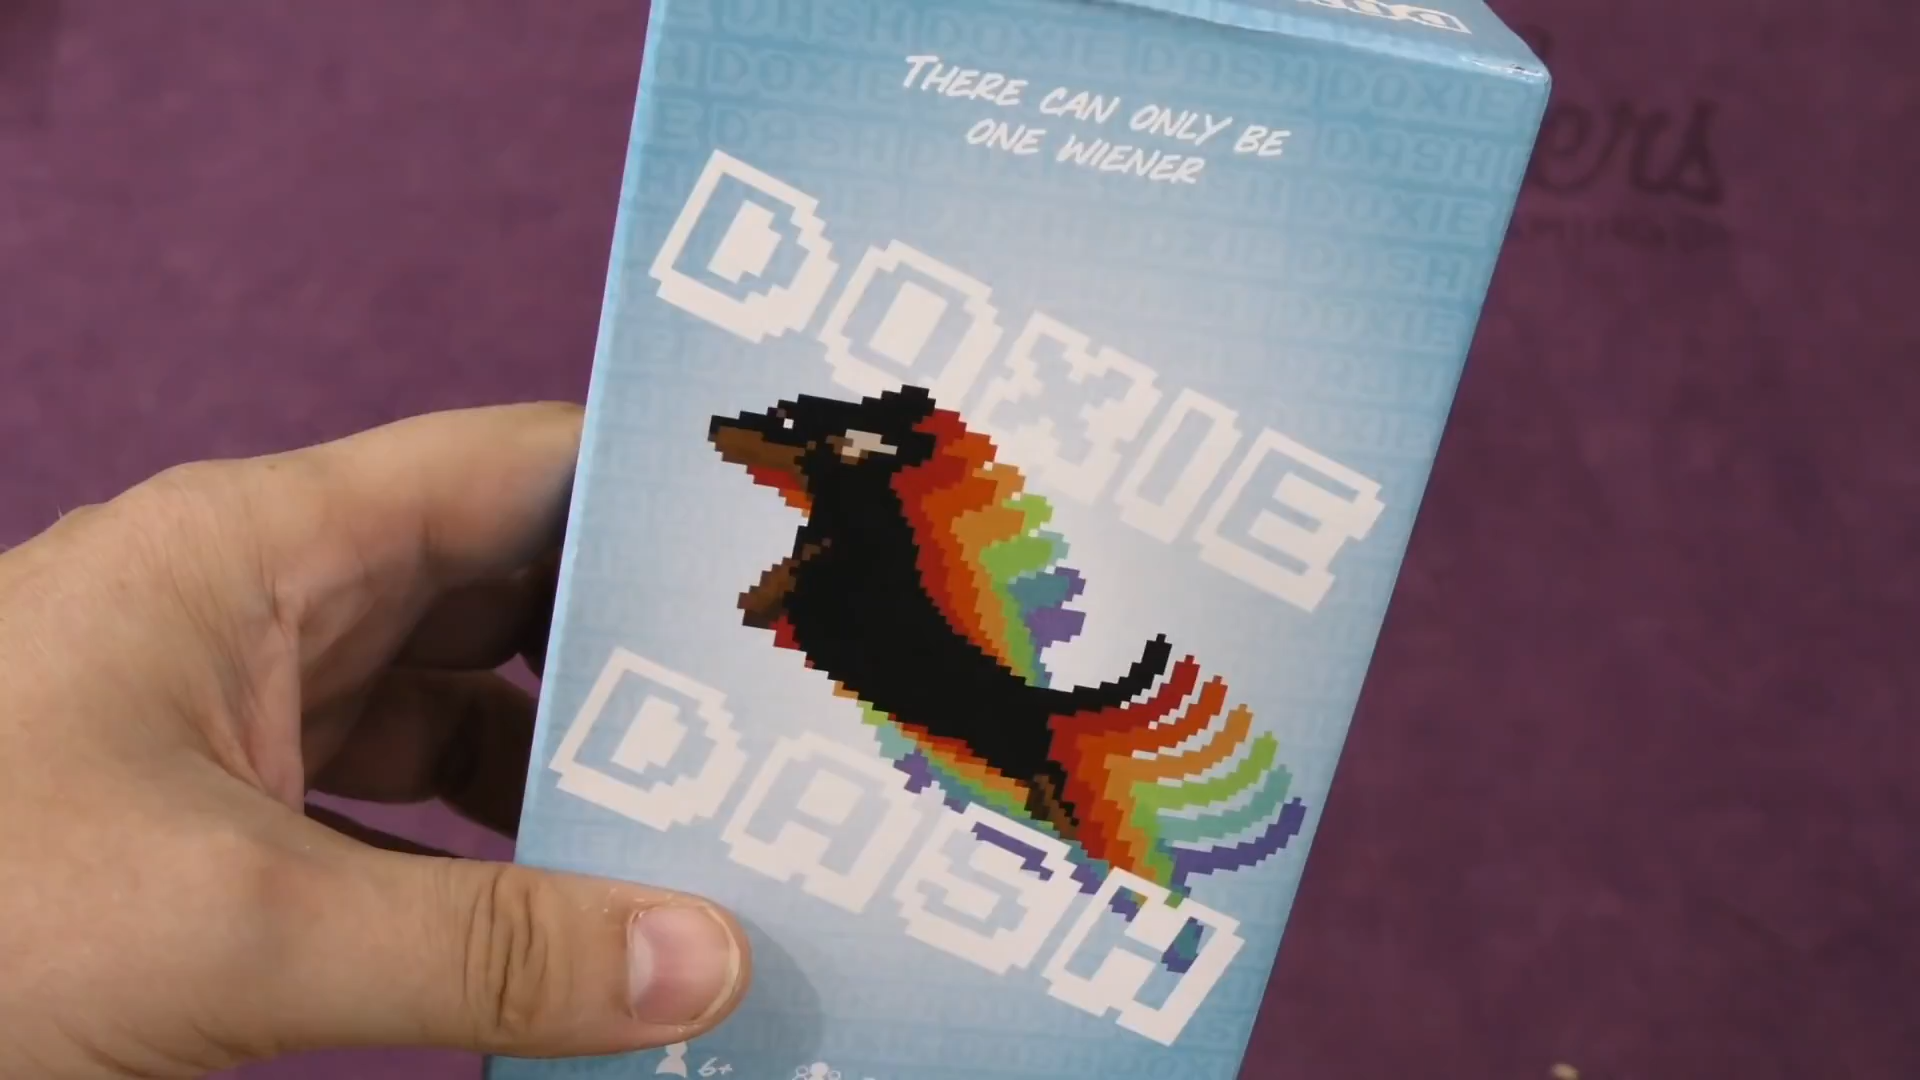 THERE CAN ONLY BE
ONE WIENER
DOXIE
DASH
6+